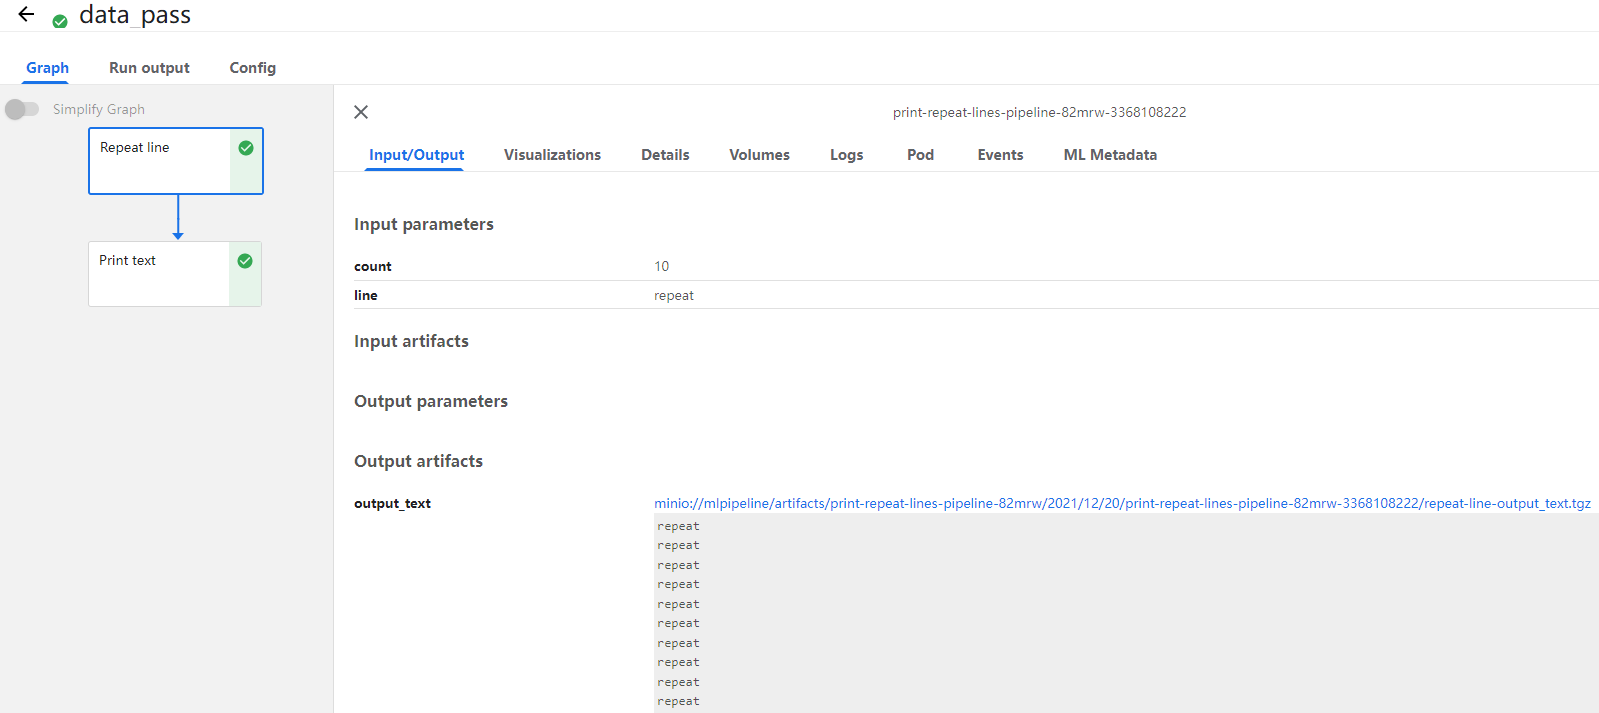 data_pass
Graph Run output Config
Simplify Graph
Repeat line
Print text
print-repeat-lines-pipeline-82mrw-3368108222
Input/Output Visualizations Details Volumes Logs Pod Events ML Metadata
Input parameters
count 10
line repeat
Input artifacts
Output parameters
Output artifacts
output_text minio://mlpipeline/artifacts/print-repeat-lines-pipeline-82mrw/2021/12/20/print-repeat-lines-pipeline-82mrw-3368108222/repeat-line-output_text.tgz
repeat
repeat
repeat
repeat
repeat
repeat
repeat
repeat
repeat
repeat